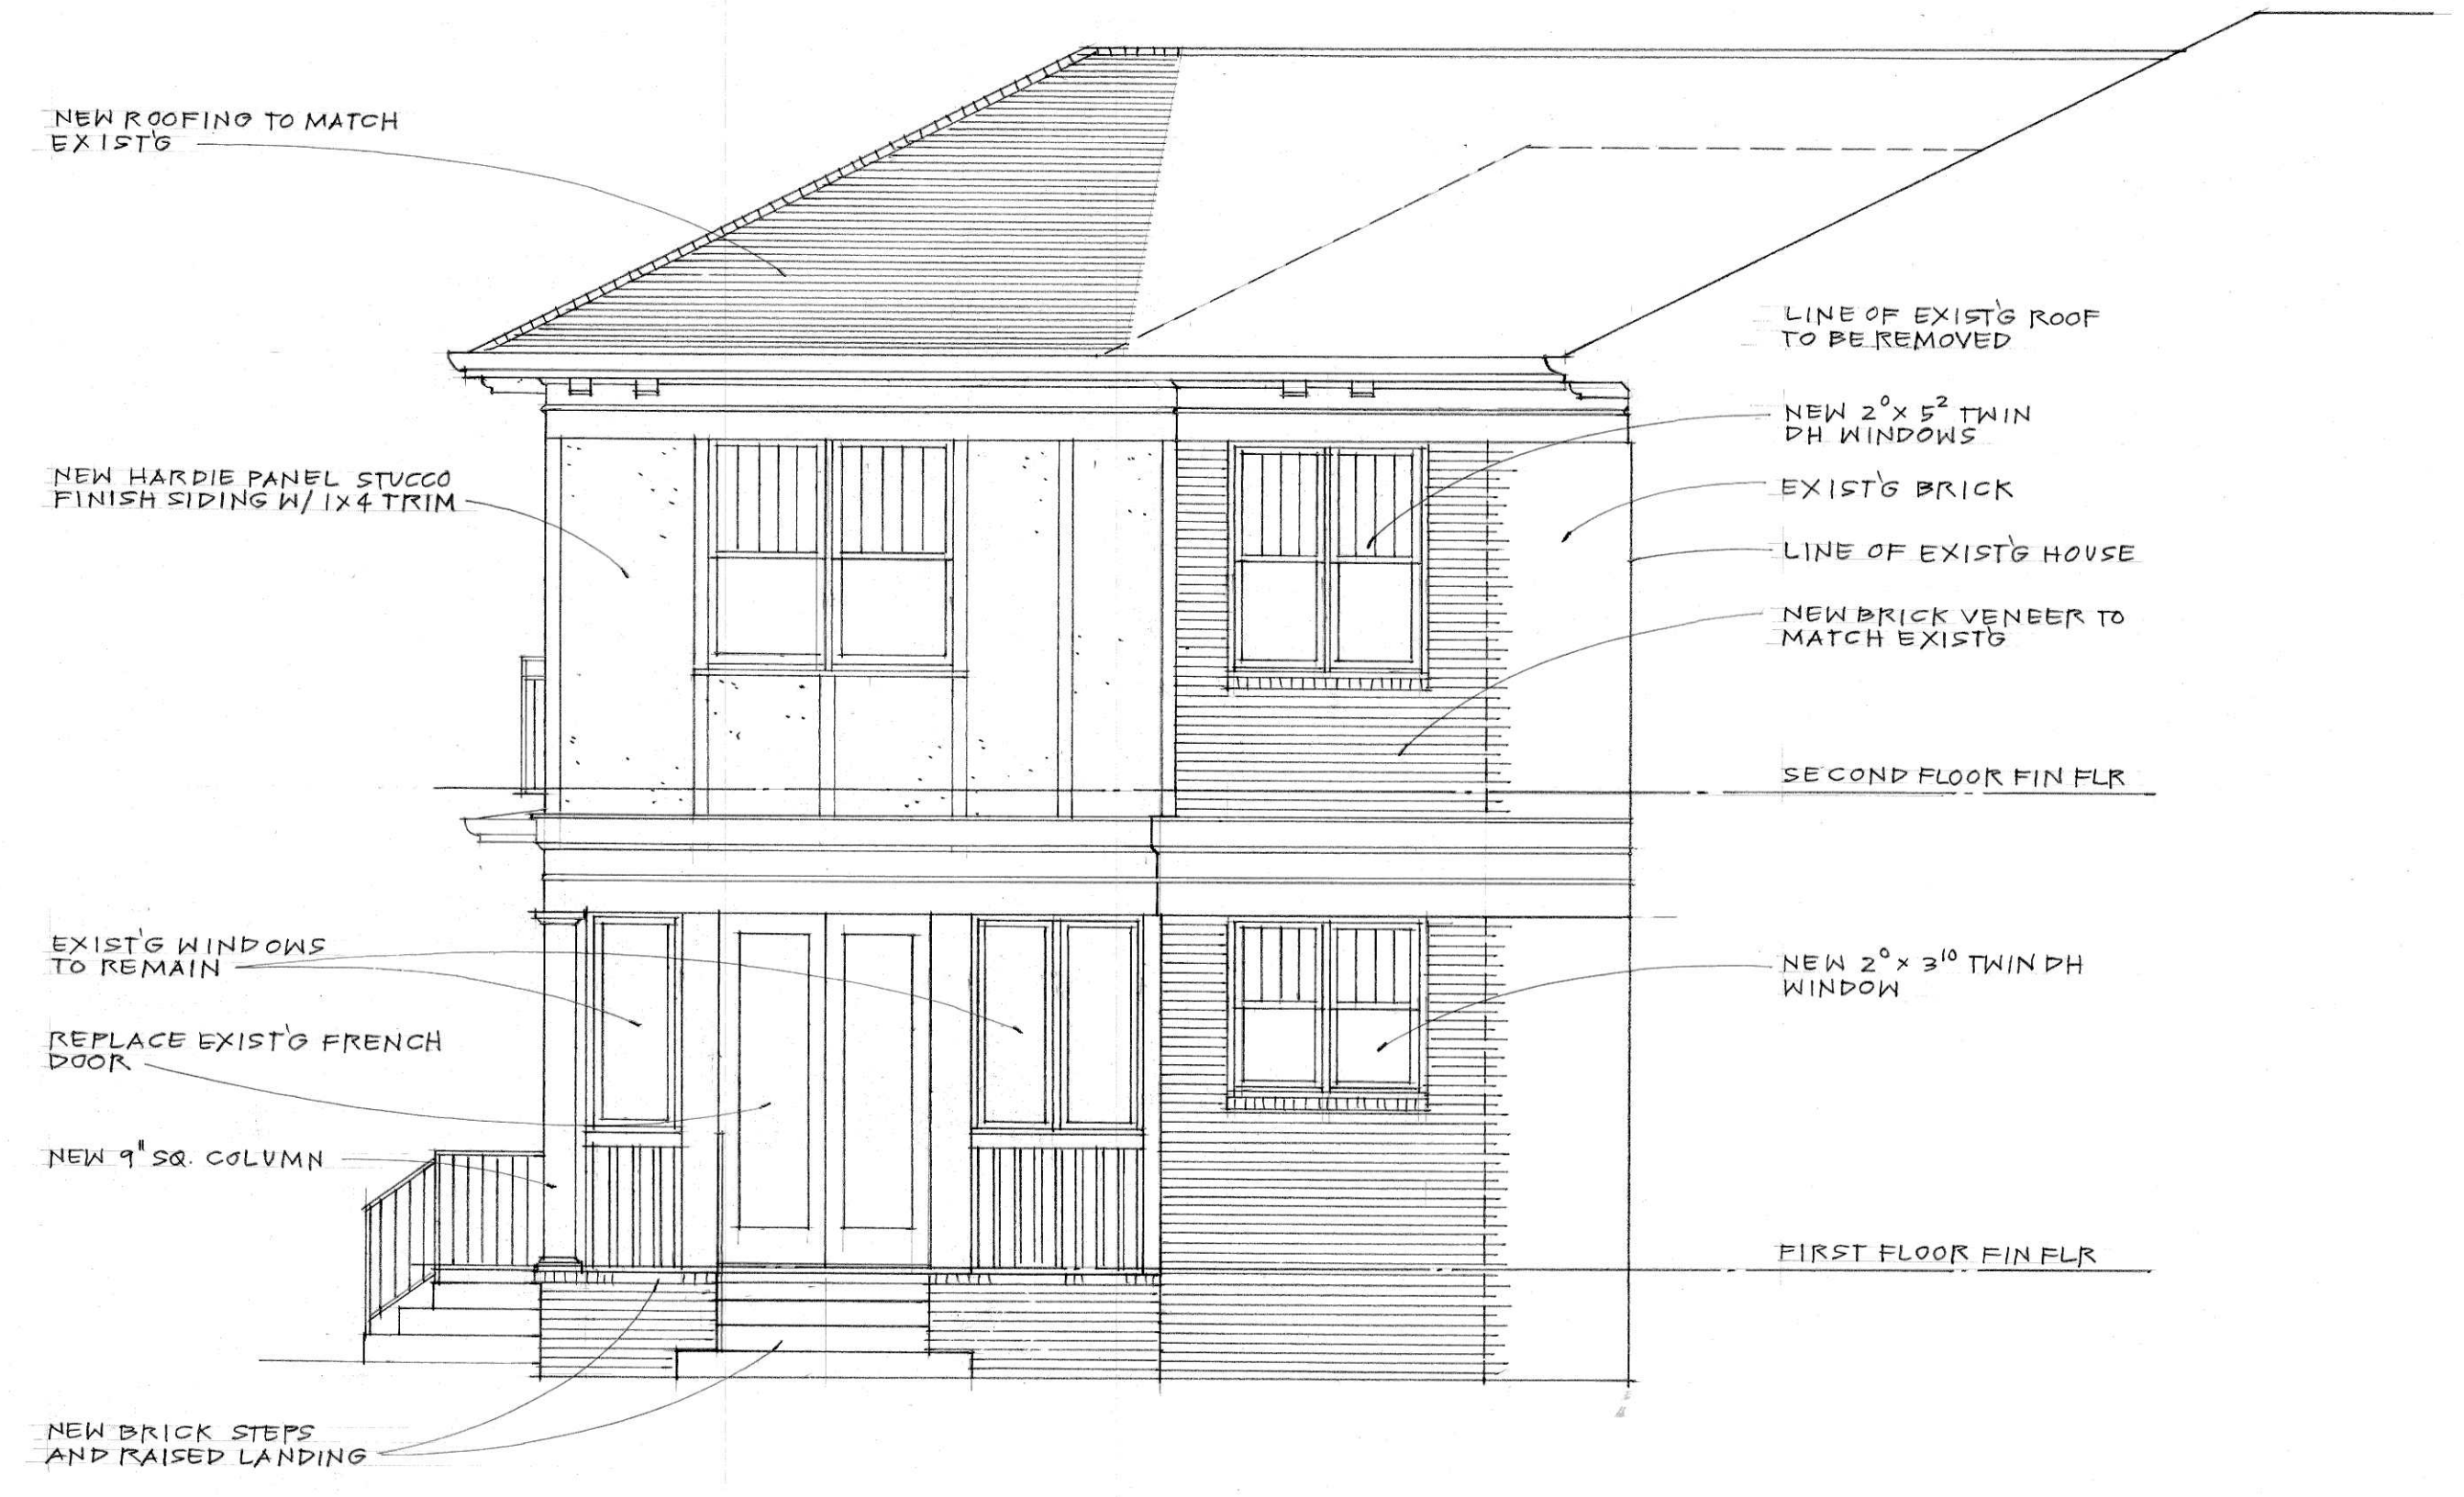 NEW ROOFING TO MATCH
EXIST'G
NEW HARDIE PANEL STUCCO
FINISH SIDING W/ 1X4 TRIM
EXIST'G WINDOWS
TO REMAIN
REPLACE EXIST'G FRENCH
DOOR
NEW 9" SQ. COLUMN
NEW BRICK STEPS
AND RAISED LANDING
LINE OF EXIST'G ROOF
TO BE REMOVED
NEW 2⁰ X 5² TWIN
DH WINDOWS
EXIST'G BRICK
LINE OF EXIST'G HOUSE
NEW BRICK VENEER TO
MATCH EXIST'G
SECOND FLOOR FIN FLR
NEW 2⁰ X 3¹⁰ TWIN DH
WINDOW
FIRST FLOOR FIN FLR